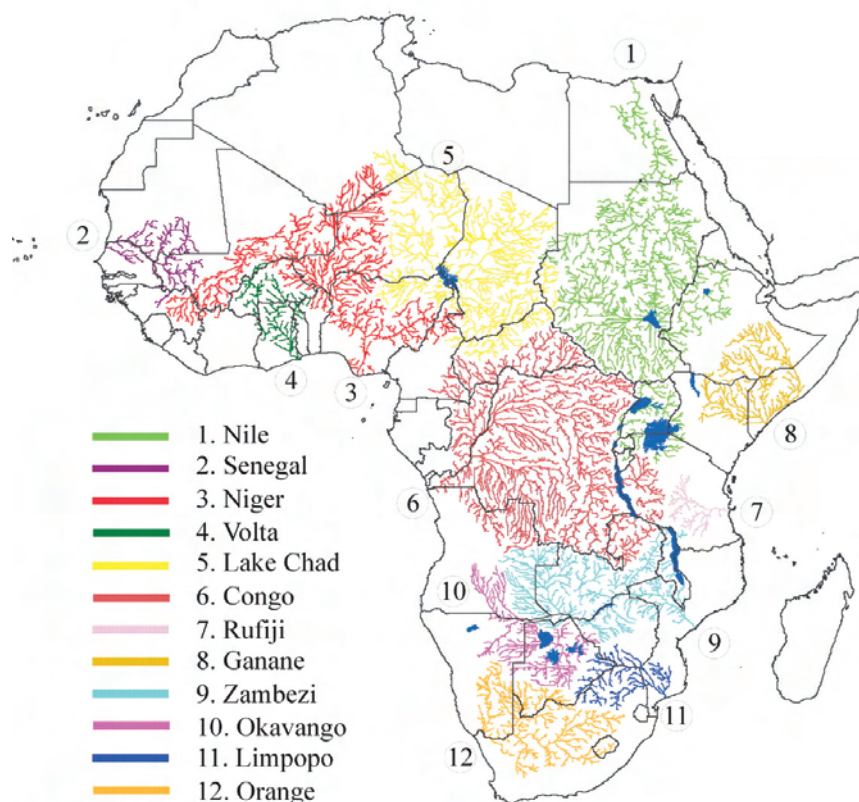 1
5
2
4
3
8
6
7
10
9
11
12
1. Nile
2. Senegal
3. Niger
4. Volta
5. Lake Chad
6. Congo
7. Rufiji
8. Ganane
9. Zambezi
10. Okavango
11. Limpopo
12. Orange